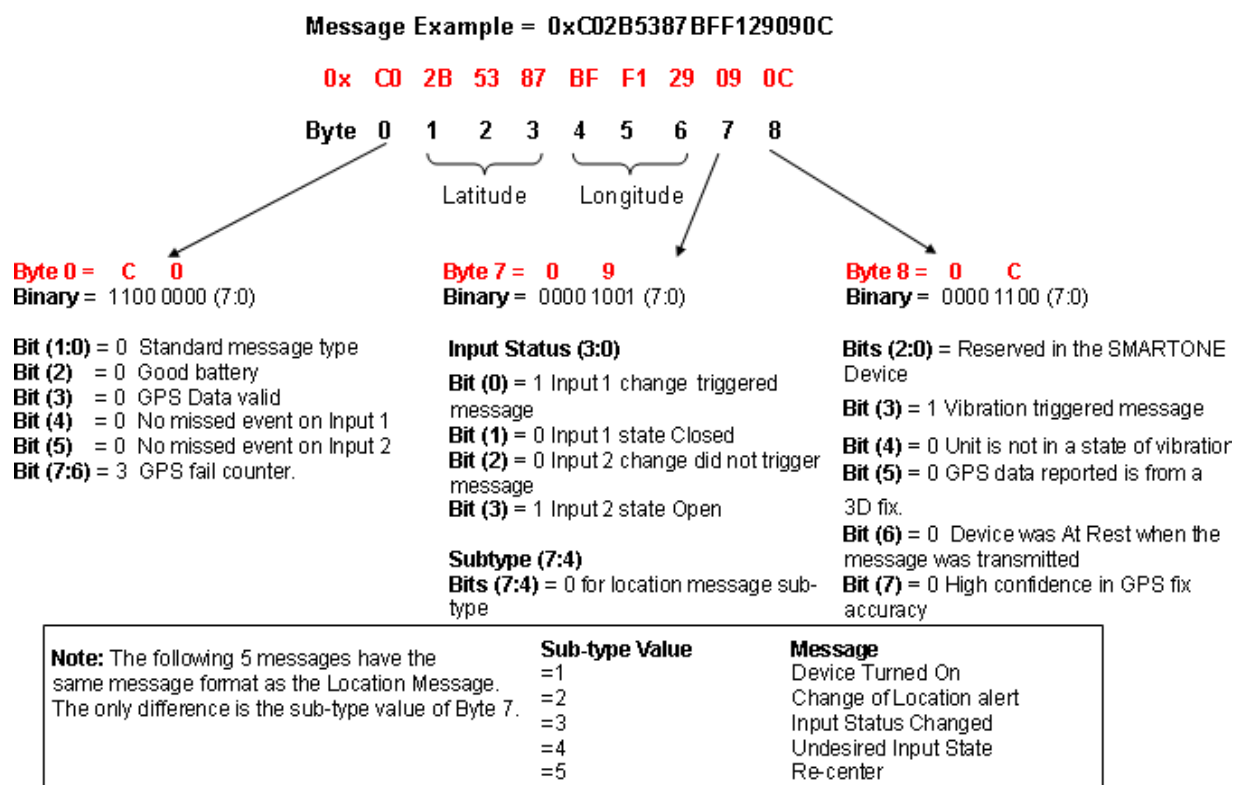 Message Example = 0xC02B5387BFF129090C
0x C0 2B 53 87 BF F1 29 09 0C
Byte 0 1 2 3 4 5 6 7 8
Latitude Longitude
Byte 0 = C 0
Binary = 1100 0000 (7:0)
Bit (1:0) = 0 Standard message type
Bit (2) = 0 Good battery
Bit (3) = 0 GPS Data valid
Bit (4) = 0 No missed event on Input 1
Bit (5) = 0 No missed event on Input 2
Bit (7:6) = 3 GPS fail counter.
Byte 7 = 0 9
Binary = 0000 1001 (7:0)
Input Status (3:0)
Bit (0) = 1 Input 1 change triggered
message
Bit (1) = 0 Input 1 state Closed
Bit (2) = 0 Input 2 change did not trigger
message
Bit (3) = 1 Input 2 state Open
Subtype (7:4)
Bits (7:4) = 0 for location message sub-
type
Byte 8 = 0 C
Binary = 0000 1100 (7:0)
Bits (2:0) = Reserved in the SMARTONE
Device
Bit (3) = 1 Vibration triggered message
Bit (4) = 0 Unit is not in a state of vibration
Bit (5) = 0 GPS data reported is from a
3D fix.
Bit (6) = 0 Device was At Rest when the
message was transmitted
Bit (7) = 0 High confidence in GPS fix
accuracy
Note: The following 5 messages have the
same message format as the Location Message.
The only difference is the sub-type value of Byte 7.
Sub-type Value Message
=1 Device Turned On
=2 Change of Location alert
=3 Input Status Changed
=4 Undesired Input State
=5 Re-center